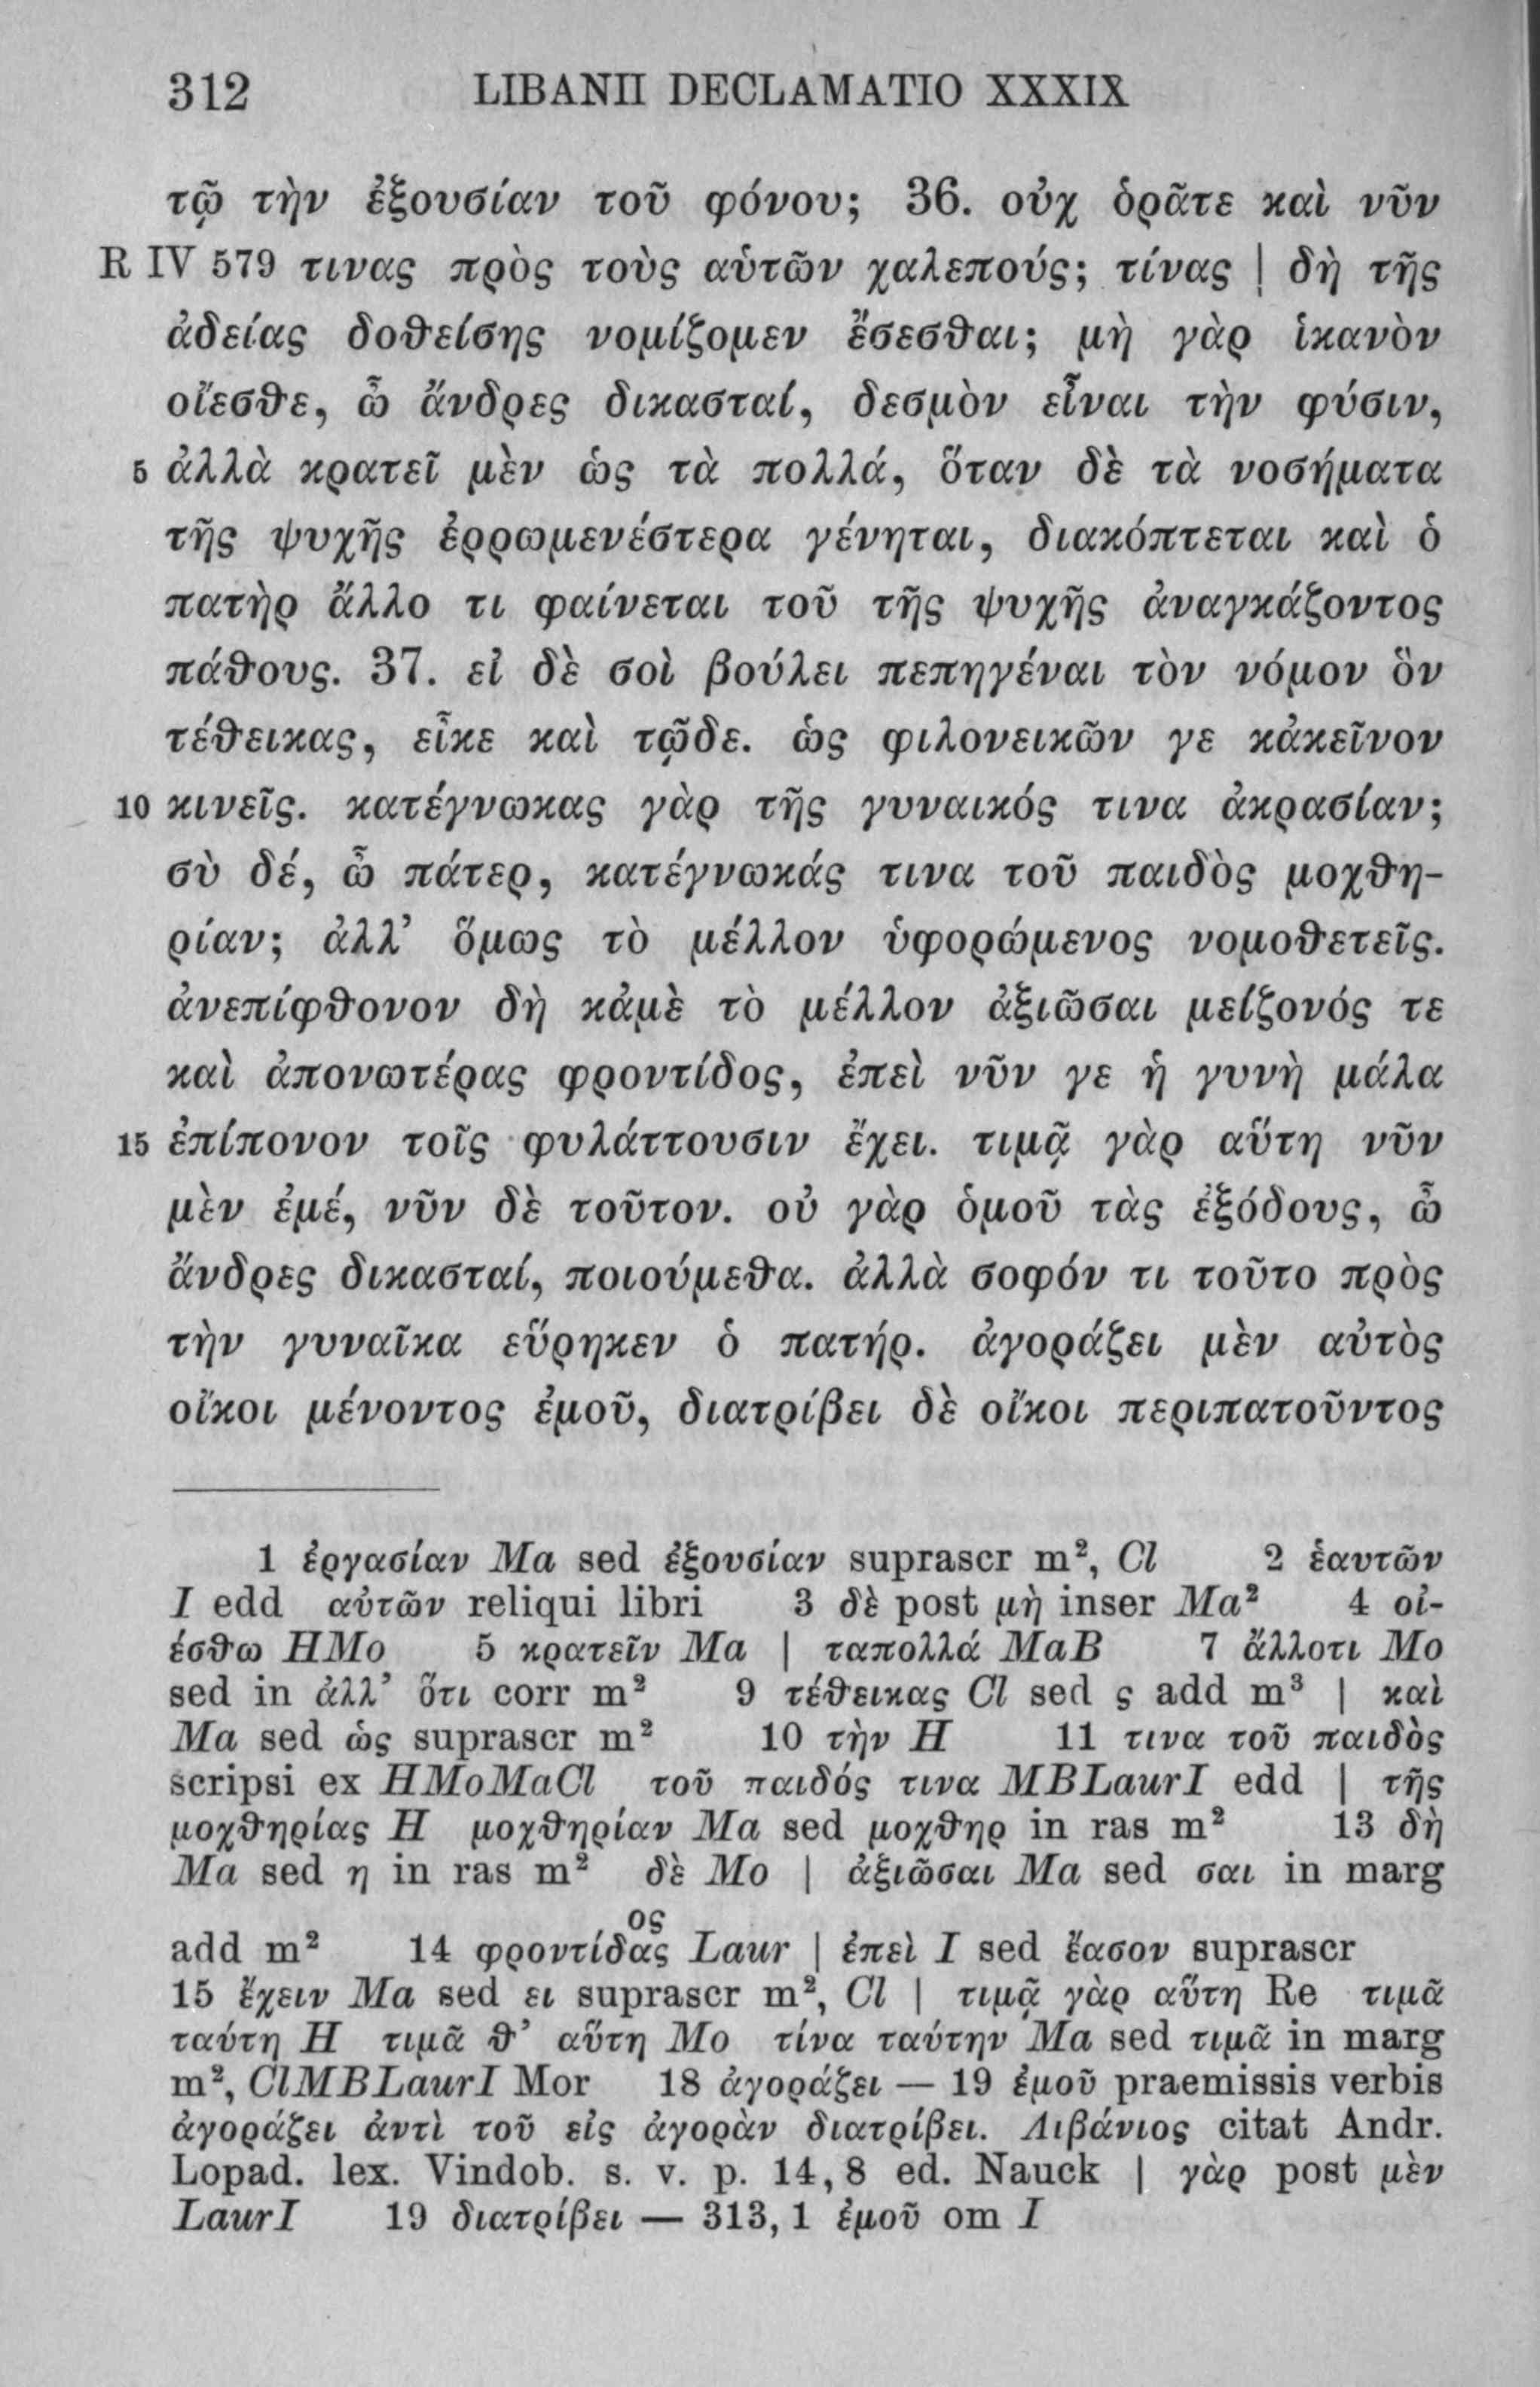 312 LIBANII DECLAMATIO XXXIX
τῳ τὴν ἐξουσίαν τοῦ φόνου; 36. οὐχ ὁρᾶτε καὶ νῦν
R IV 579 τινας πρὸς τοὺς αὑτῶν χαλεπούς; τίνας | δὴ τῆς
ἀδείας δοθείσης νομίζομεν ἔσεσθαι; μὴ γὰρ ἱκανὸν
οἴεσθε, ὦ ἄνδρες δικασταί, δεσμὸν εἶναι τὴν φύσιν,
5 ἀλλὰ κρατεῖ μὲν ὡς τὰ πολλά, ὅταν δὲ τὰ νοσήματα
τῆς ψυχῆς ἐρρωμενέστερα γένηται, διακόπτεται καὶ ὁ
πατὴρ ἄλλο τι φαίνεται τοῦ τῆς ψυχῆς ἀναγκάζοντος
πάθους. 37. εἰ δὲ σοὶ βούλει πεπηγέναι τὸν νόμον ὃν
τέθεικας, εἶκε καὶ τῷδε. ὡς φιλονεικῶν γε κἀκεῖνον
10 κινεῖς. κατέγνωκας γὰρ τῆς γυναικός τινα ἀκρασίαν;
σὺ δέ, ὦ πάτερ, κατέγνωκάς τινα τοῦ παιδὸς μοχθη-
ρίαν; ἀλλ’ ὅμως τὸ μέλλον ὑφορώμενος νομοθετεῖς.
ἀνεπίφθονον δὴ κἀμὲ τὸ μέλλον ἀξιῶσαι μείζονός τε
καὶ ἀπονωτέρας φροντίδος, ἐπεὶ νῦν γε ἡ γυνὴ μάλα
15 ἐπίπονον τοῖς φυλάττουσιν ἔχει. τιμᾷ γὰρ αὕτη νῦν
μὲν ἐμέ, νῦν δὲ τοῦτον. οὐ γὰρ ὁμοῦ τὰς ἐξόδους, ὦ
ἄνδρες δικασταί, ποιούμεθα. ἀλλὰ σοφόν τι τοῦτο πρὸς
τὴν γυναῖκα εὕρηκεν ὁ πατήρ. ἀγοράζει μὲν αὐτὸς
οἴκοι μένοντος ἐμοῦ, διατρίβει δὲ οἴκοι περιπατοῦντος
1 ἐργασίαν Ma sed ἐξουσίαν suprascr m², Cl 2 ἑαυτῶν
I edd αὐτῶν reliqui libri 3 δὲ post μὴ inser Ma² 4 οἰ-
έσθω HMo 5 κρατεῖν Ma | ταπολλά MaB 7 ἄλλοτι Mo
sed in ἀλλ’ ὅτι corr m² 9 τέθεικας Cl sed ς add m³ | καὶ
Ma sed ὡς suprascr m² 10 τὴν H 11 τινα τοῦ παιδὸς
scripsi ex HMoMaCl τοῦ παιδός τινα MBLaurI edd | τῆς
μοχθηρίας H μοχθηρίαν Ma sed μοχθηρ in ras m² 13 δὴ
Ma sed η in ras m² δὲ Mo | ἀξιῶσαι Ma sed σαι in marg
ος
add m² 14 φροντίδας Laur | ἐπεὶ I sed ἔασον suprascr
15 ἔχειν Ma sed ει suprascr m², Cl | τιμᾷ γὰρ αὕτη Re τιμᾶ
ταύτη H τιμᾶ θ’ αὕτη Mo τίνα ταύτην Ma sed τιμᾶ in marg
m², ClMBLaurI Mor 18 ἀγοράζει — 19 ἐμοῦ praemissis verbis
ἀγοράζει ἀντὶ τοῦ εἰς ἀγορὰν διατρίβει. Λιβάνιος citat Andr.
Lopad. lex. Vindob. s. v. p. 14, 8 ed. Nauck | γὰρ post μὲν
LaurI 19 διατρίβει — 313, 1 ἐμοῦ om I